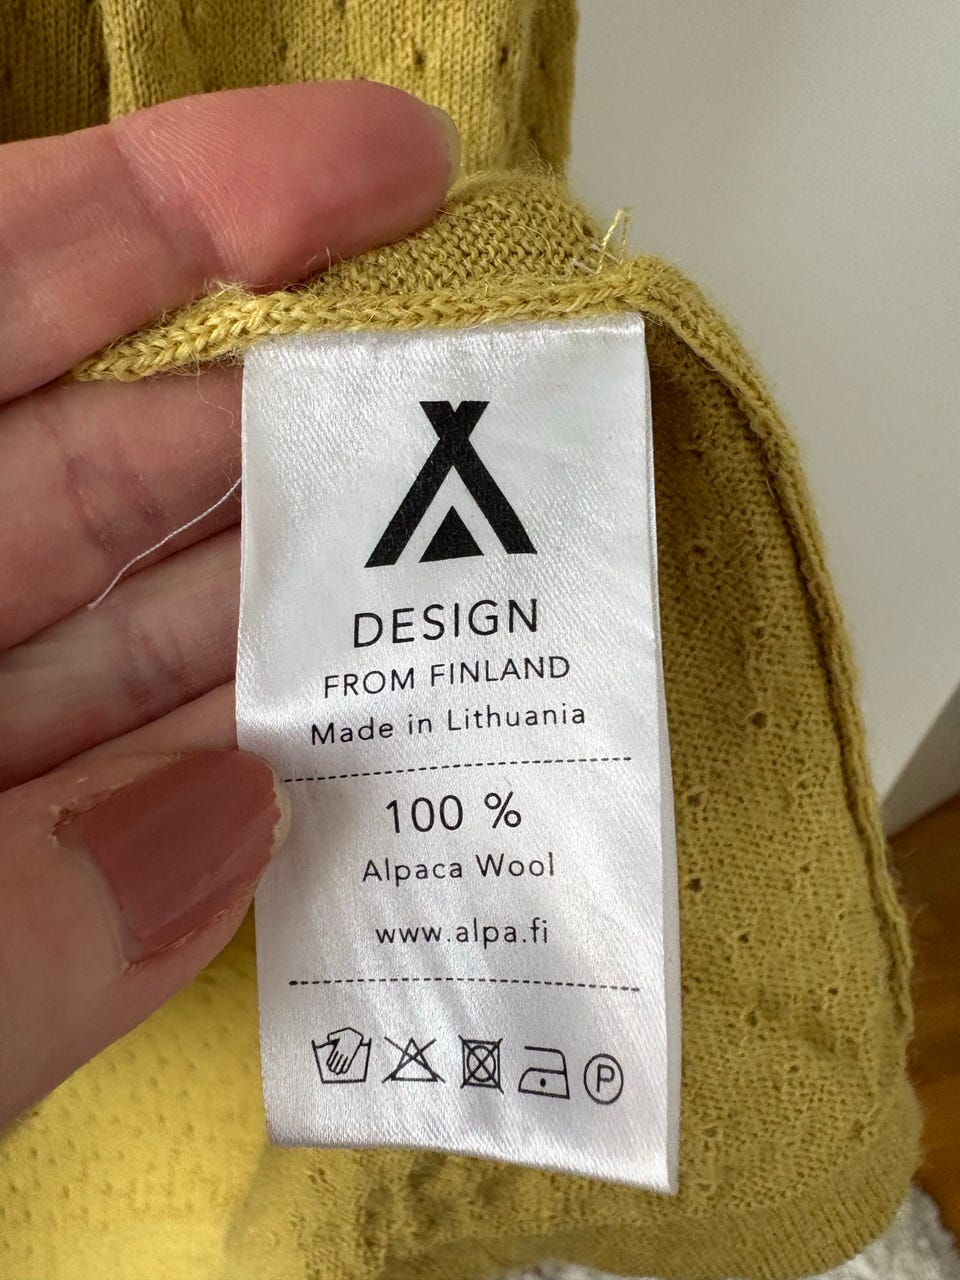 DESIGN
FROM FINLAND
Made in Lithuania
100 %
Alpaca Wool
www.alpa.fi
P